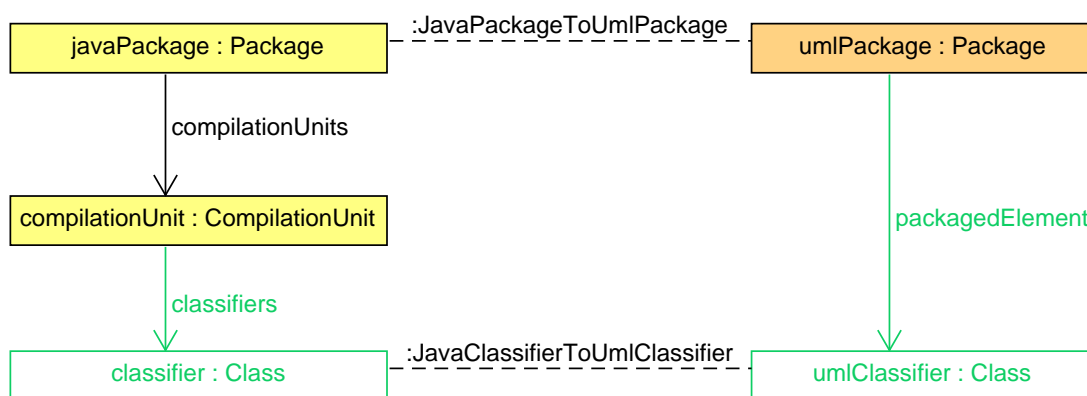 :JavaPackageToUmlPackage
javaPackage : Package
umlPackage : Package
compilationUnits
compilationUnit : CompilationUnit
packagedElement
classifiers
:JavaClassifierToUmlClassifier
classifier : Class
umlClassifier : Class